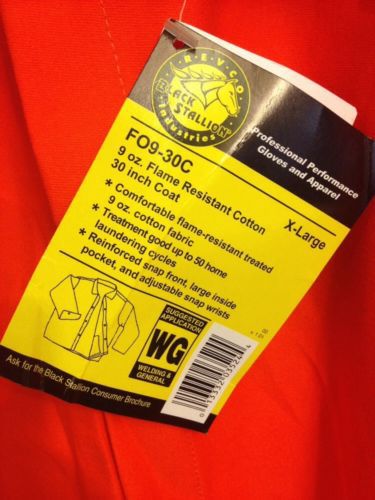 REVCO
BLACK STALLION
Industries
Professional Performance
Gloves and Apparel
FO9-30C
9 oz. Flame Resistant Cotton
30 inch Coat
X-Large
* Comfortable flame-resistant treated
9 oz. cotton fabric
* Treatment good up to 50 home
laundering cycles
* Reinforced snap front, large inside
pocket, and adjustable snap wrists
SUGGESTED
APPLICATION
WG
WELDING &
GENERAL
Ask for the Black Stallion Consumer Brochure